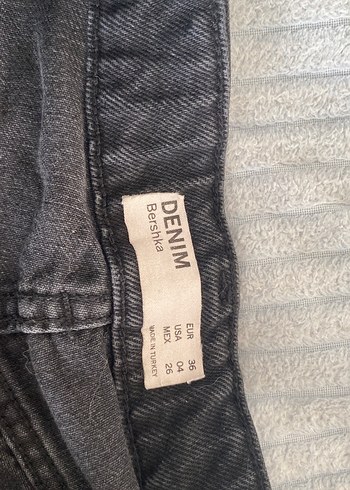 DENIM
Bershka
EUR 36
USA 04
MEX 26
MADE IN TURKEY